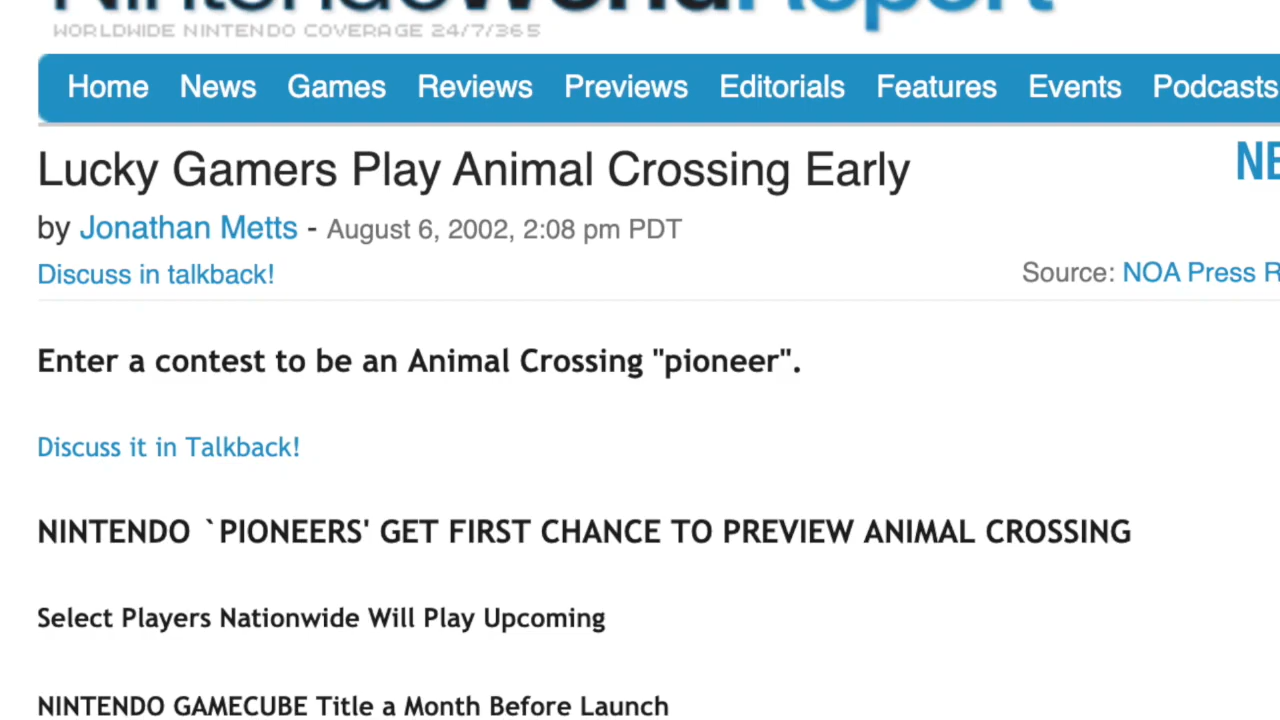 NintendoWorldReport
WORLDWIDE NINTENDO COVERAGE 24/7/365
Home News Games Reviews Previews Editorials Features Events Podcasts
Lucky Gamers Play Animal Crossing Early
NE
by Jonathan Metts - August 6, 2002, 2:08 pm PDT
Discuss in talkback!
Source: NOA Press R
Enter a contest to be an Animal Crossing "pioneer".
Discuss it in Talkback!
NINTENDO `PIONEERS' GET FIRST CHANCE TO PREVIEW ANIMAL CROSSING
Select Players Nationwide Will Play Upcoming
NINTENDO GAMECUBE Title a Month Before Launch